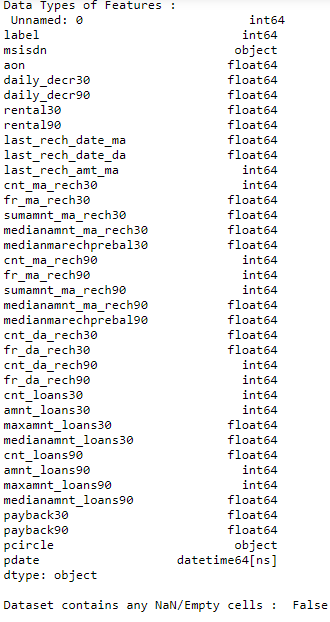 Data Types of Features :
Unnamed: 0 int64
label int64
msisdn object
aon float64
daily_decr30 float64
daily_decr90 float64
rental30 float64
rental90 float64
last_rech_date_ma float64
last_rech_date_da float64
last_rech_amt_ma int64
cnt_ma_rech30 int64
fr_ma_rech30 float64
sumamnt_ma_rech30 float64
medianamnt_ma_rech30 float64
medianmarechprebal30 float64
cnt_ma_rech90 int64
fr_ma_rech90 int64
sumamnt_ma_rech90 int64
medianamnt_ma_rech90 float64
medianmarechprebal90 float64
cnt_da_rech30 float64
fr_da_rech30 float64
cnt_da_rech90 int64
fr_da_rech90 int64
cnt_loans30 int64
amnt_loans30 int64
maxamnt_loans30 float64
medianamnt_loans30 float64
cnt_loans90 float64
amnt_loans90 int64
maxamnt_loans90 int64
medianamnt_loans90 float64
payback30 float64
payback90 float64
pcircle object
pdate datetime64[ns]
dtype: object
Dataset contains any NaN/Empty cells : False